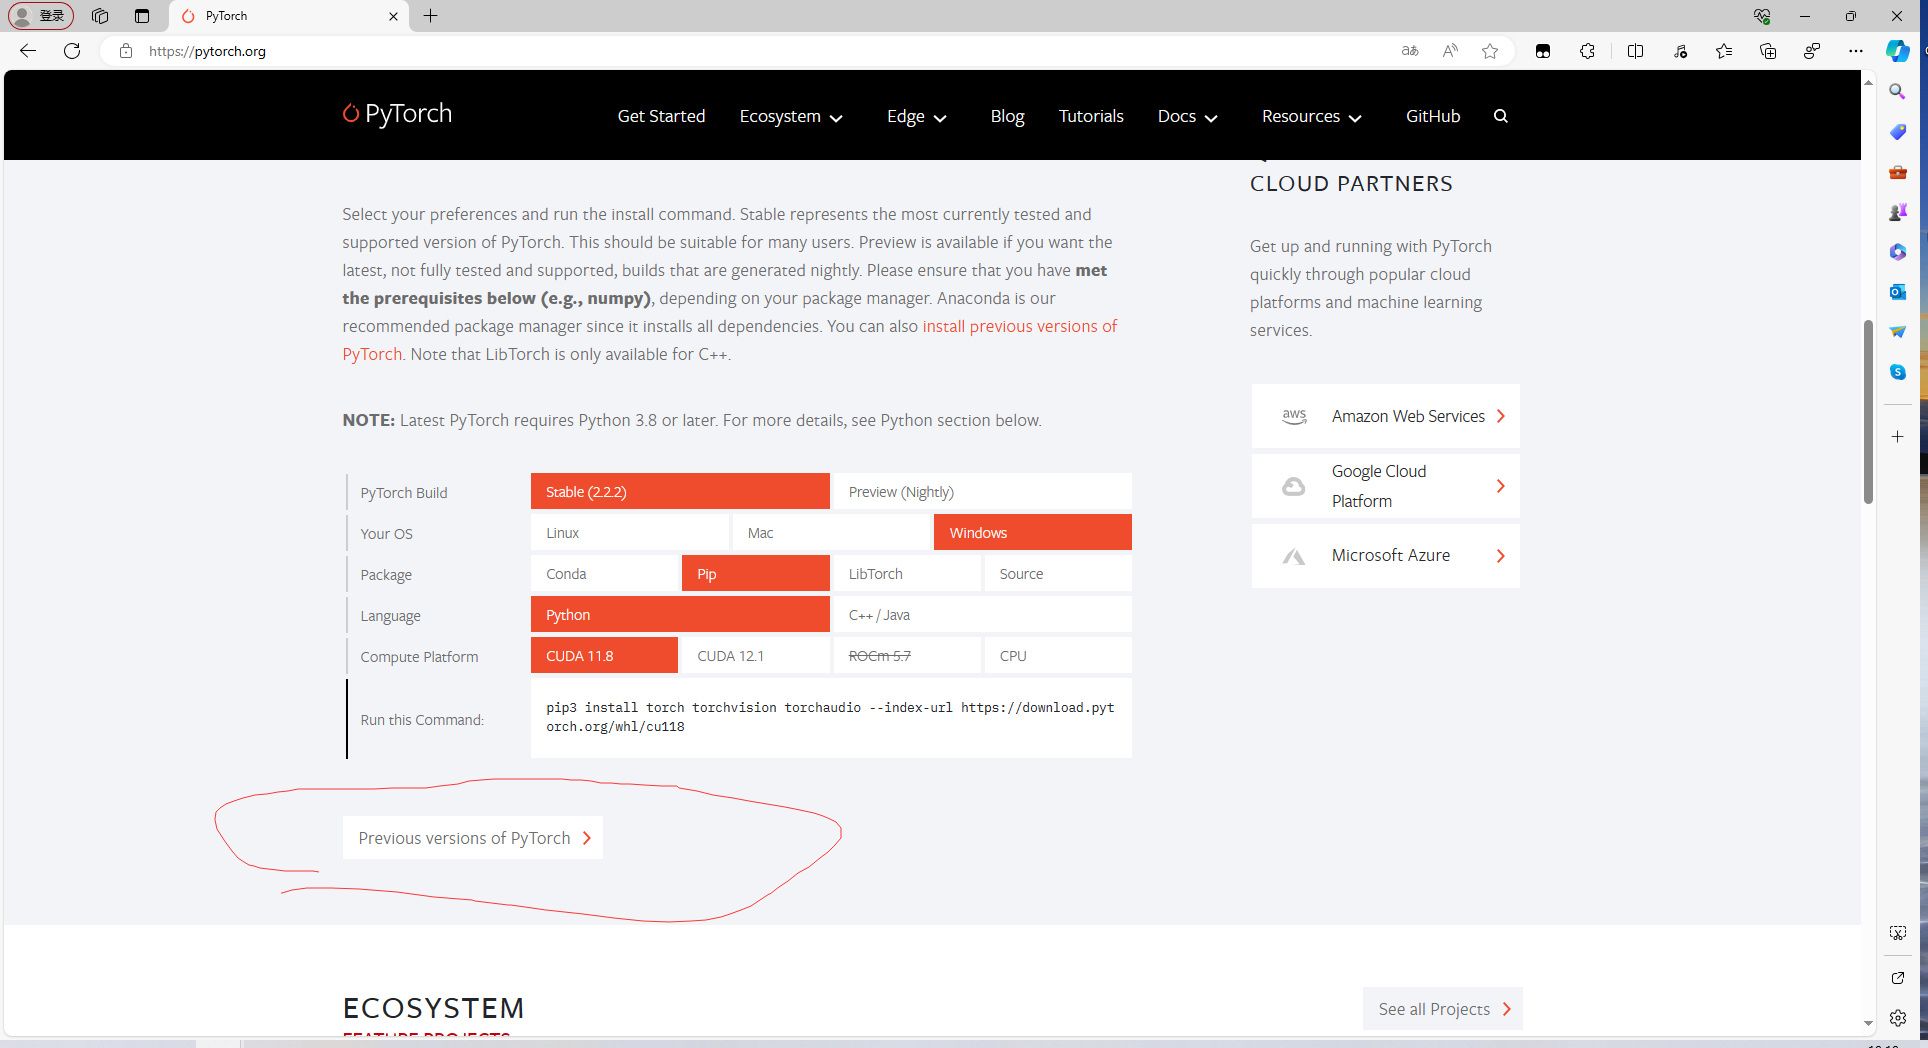 登录
PyTorch
https://pytorch.org
PyTorch
Get Started
Ecosystem
Edge
Blog
Tutorials
Docs
Resources
GitHub
CLOUD PARTNERS
Select your preferences and run the install command. Stable represents the most currently tested and
supported version of PyTorch. This should be suitable for many users. Preview is available if you want the
latest, not fully tested and supported, builds that are generated nightly. Please ensure that you have met
the prerequisites below (e.g., numpy), depending on your package manager. Anaconda is our
recommended package manager since it installs all dependencies. You can also install previous versions of
PyTorch. Note that LibTorch is only available for C++.
Get up and running with PyTorch
quickly through popular cloud
platforms and machine learning
services.
NOTE: Latest PyTorch requires Python 3.8 or later. For more details, see Python section below.
aws
Amazon Web Services
Google Cloud
Platform
Microsoft Azure
PyTorch Build
Stable (2.2.2)
Preview (Nightly)
Your OS
Linux
Mac
Windows
Package
Conda
Pip
LibTorch
Source
Language
Python
C++ / Java
Compute Platform
CUDA 11.8
CUDA 12.1
ROCm 5.7
CPU
Run this Command:
pip3 install torch torchvision torchaudio --index-url https://download.pyt
orch.org/whl/cu118
Previous versions of PyTorch
ECOSYSTEM
FEATURE PROJECTS
See all Projects